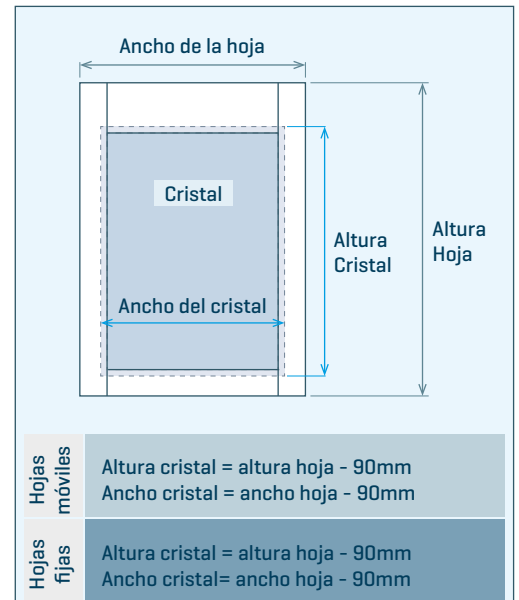 Ancho de la hoja
Cristal
Altura
Cristal
Altura
Hoja
Ancho del cristal
Hojas
móviles
Altura cristal = altura hoja - 90mm
Ancho cristal = ancho hoja - 90mm
Hojas
fijas
Altura cristal = altura hoja - 90mm
Ancho cristal= ancho hoja - 90mm